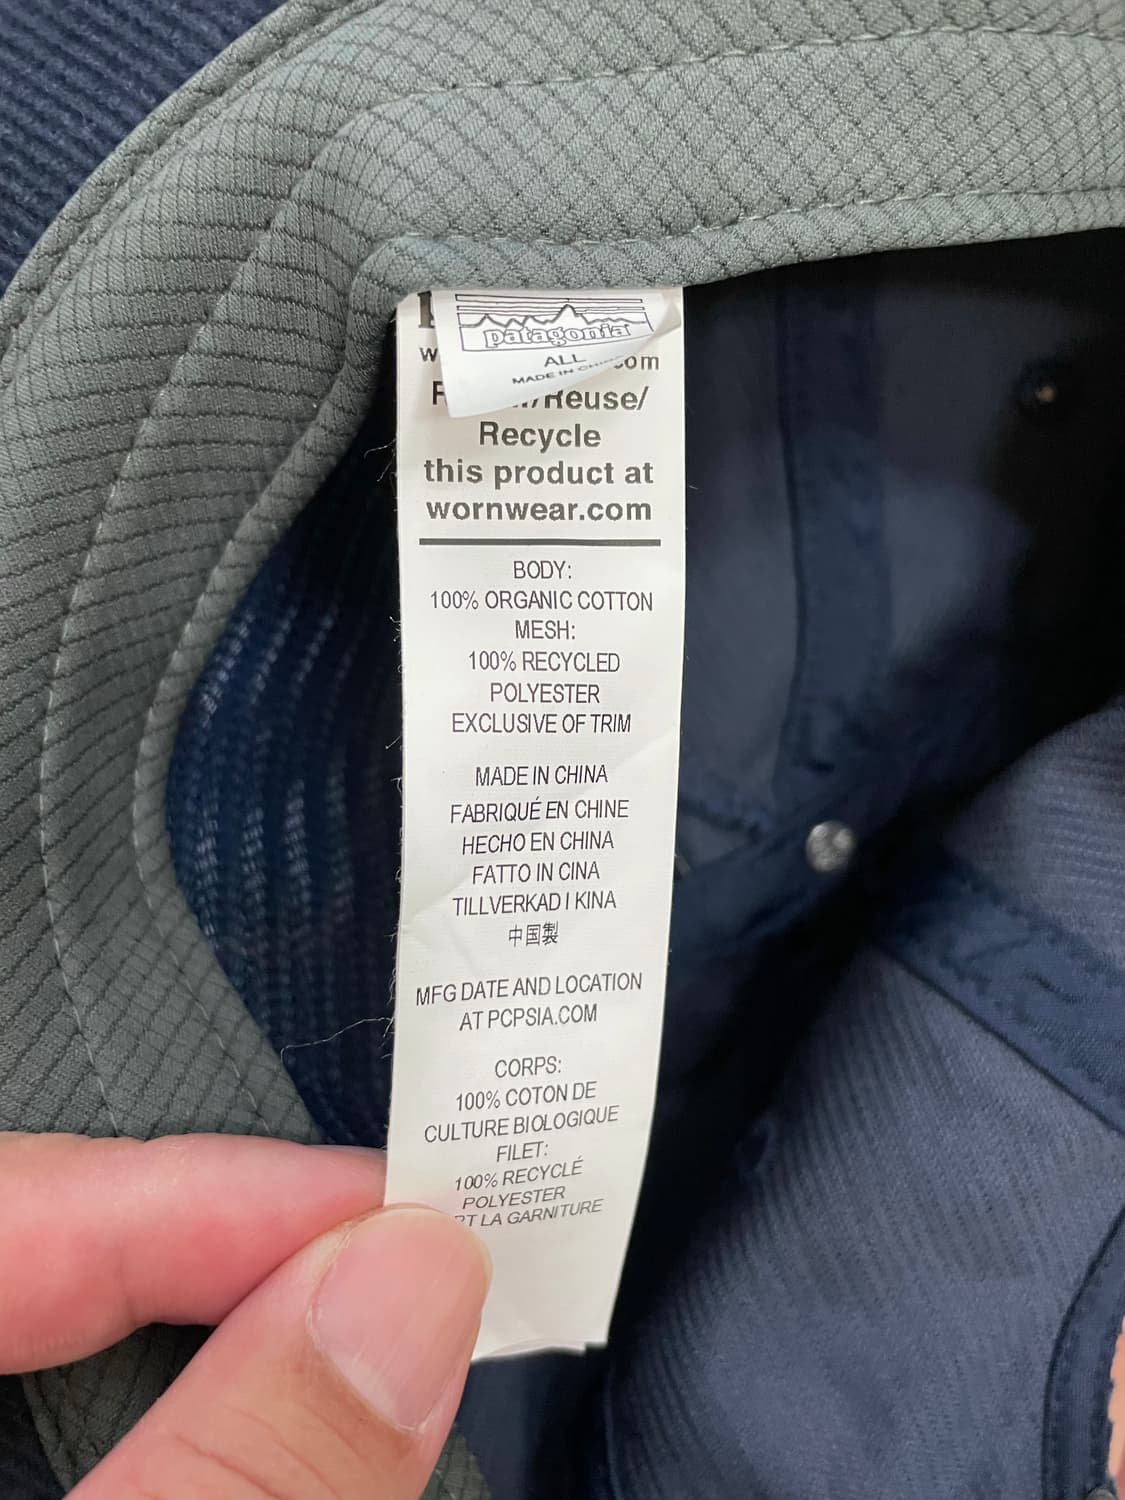 patagonia
ALL
MADE IN
Reuse/
Recycle
this product at
wornwear.com
BODY:
100% ORGANIC COTTON
MESH:
100% RECYCLED
POLYESTER
EXCLUSIVE OF TRIM
MADE IN CHINA
FABRIQUÉ EN CHINE
HECHO EN CHINA
FATTO IN CINA
TILLVERKAD I KINA
中国製
MFG DATE AND LOCATION
AT PCPSIA.COM
CORPS:
100% COTON DE
CULTURE BIOLOGIQUE
FILET:
100% RECYCLÉ
POLYESTER
LA GARNITURE